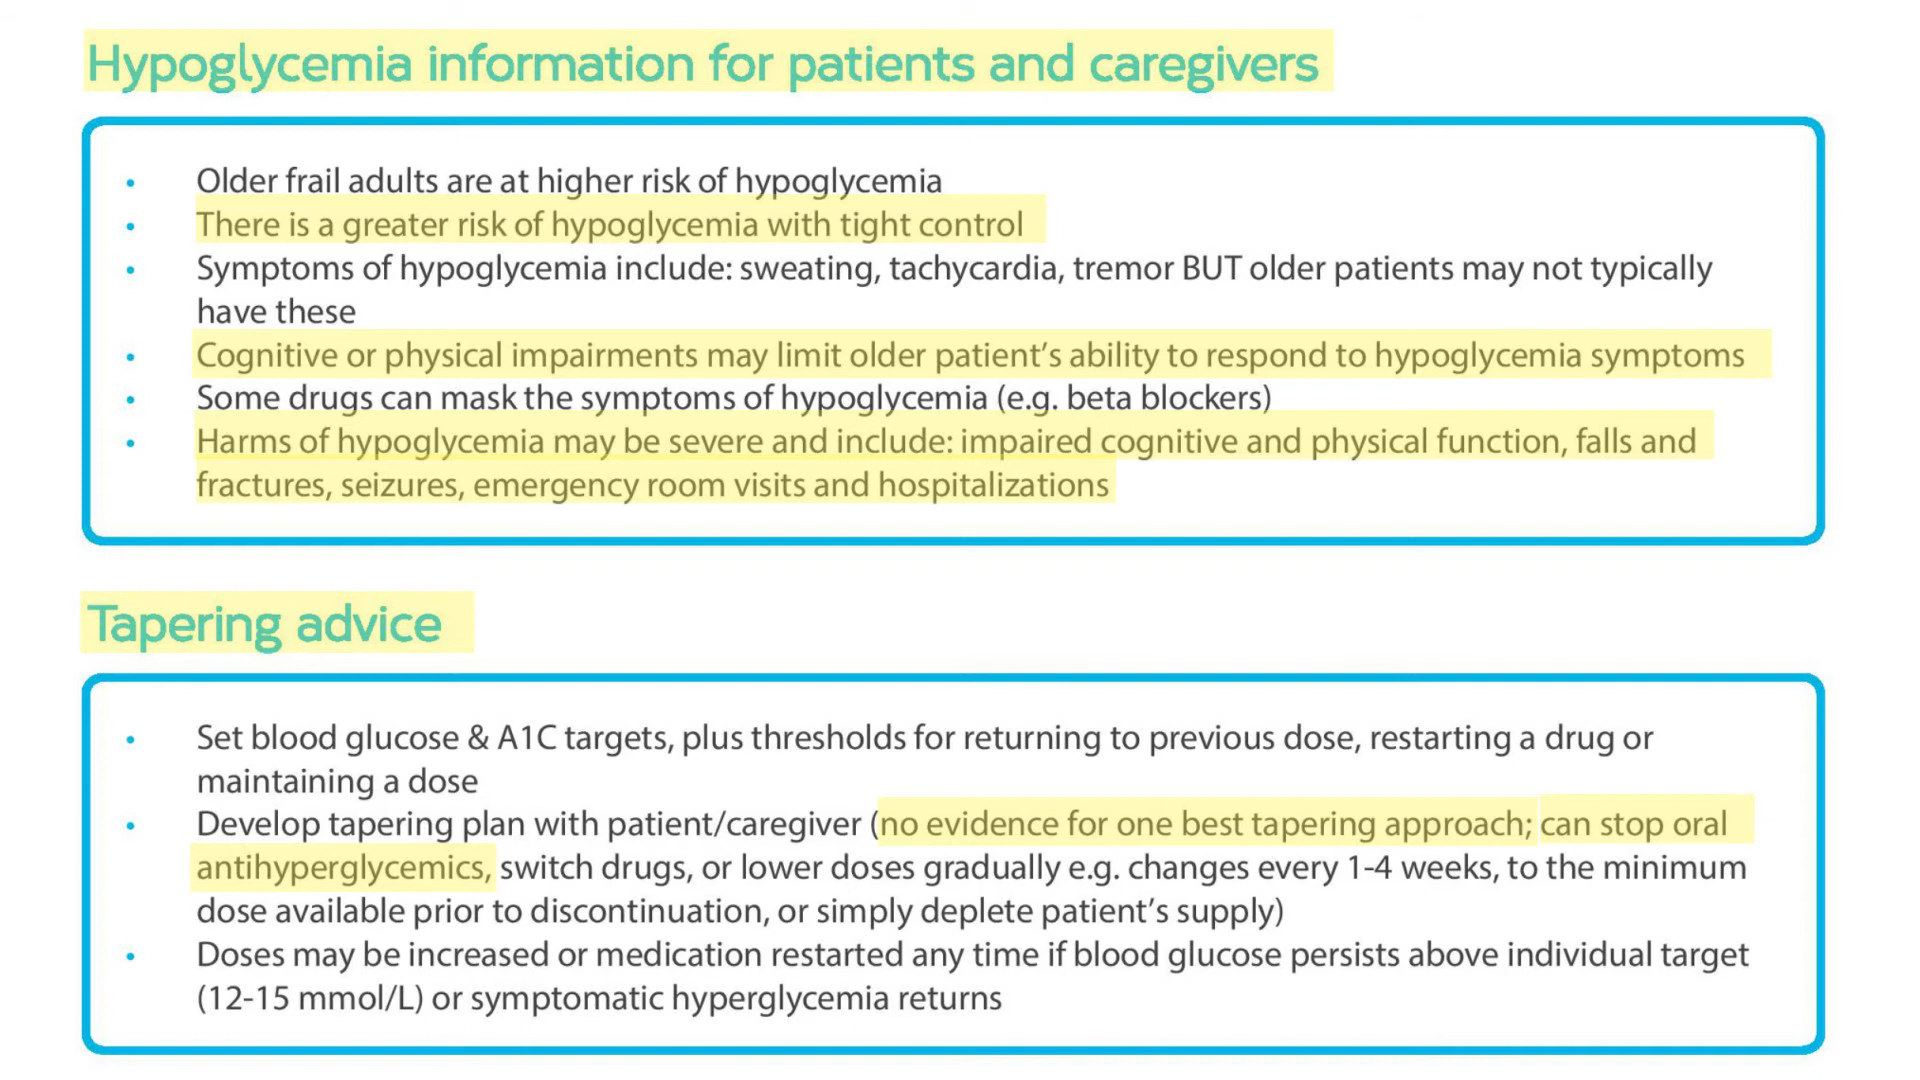 Hypoglycemia information for patients and caregivers
• Older frail adults are at higher risk of hypoglycemia
• There is a greater risk of hypoglycemia with tight control
• Symptoms of hypoglycemia include: sweating, tachycardia, tremor BUT older patients may not typically
have these
• Cognitive or physical impairments may limit older patient's ability to respond to hypoglycemia symptoms
• Some drugs can mask the symptoms of hypoglycemia (e.g. beta blockers)
• Harms of hypoglycemia may be severe and include: impaired cognitive and physical function, falls and
fractures, seizures, emergency room visits and hospitalizations
Tapering advice
• Set blood glucose & A1C targets, plus thresholds for returning to previous dose, restarting a drug or
maintaining a dose
• Develop tapering plan with patient/caregiver (no evidence for one best tapering approach; can stop oral
antihyperglycemics, switch drugs, or lower doses gradually e.g. changes every 1-4 weeks, to the minimum
dose available prior to discontinuation, or simply deplete patient's supply)
• Doses may be increased or medication restarted any time if blood glucose persists above individual target
(12-15 mmol/L) or symptomatic hyperglycemia returns